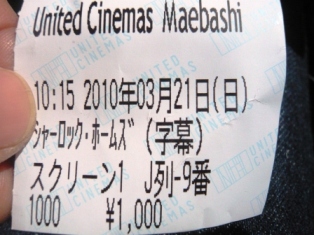 United Cinemas Maebashi
10:15 2010年03月21日(日)
ｼｬｰﾛｯｸ・ﾎｰﾑｽﾞ (字幕)
スクリーン1 J列-9番
1000 ¥1,000